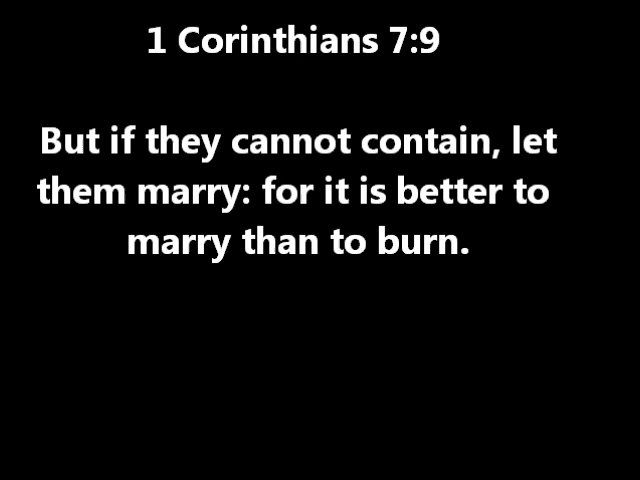 1 Corinthians 7:9
But if they cannot contain, let
them marry: for it is better to
marry than to burn.